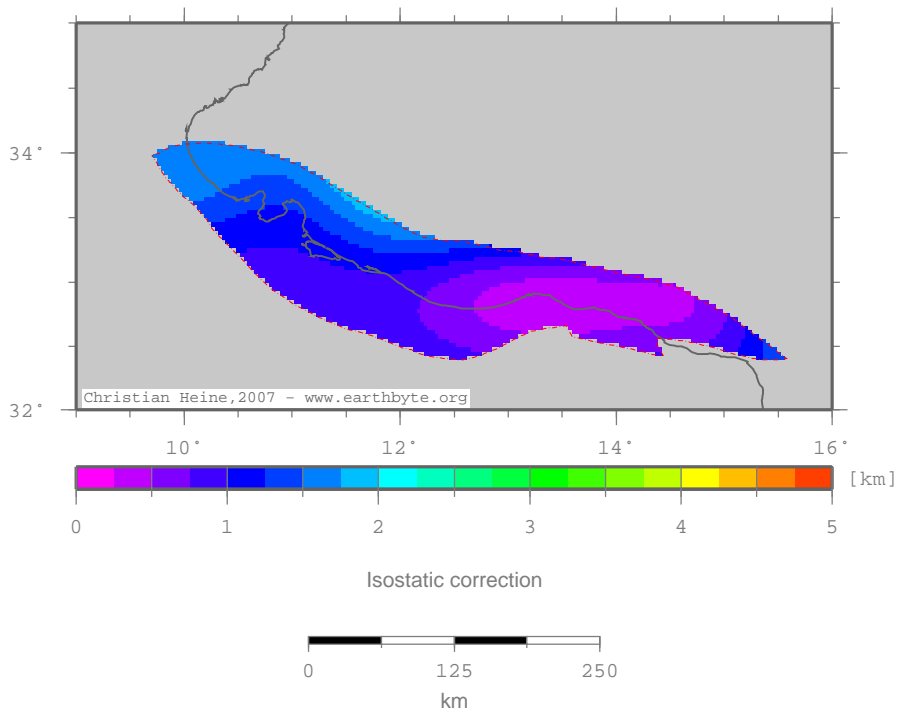 34°
32°
Christian Heine,2007 - www.earthbyte.org
10° 12° 14° 16°
[km]
0 1 2 3 4 5
Isostatic correction
0 125 250
km